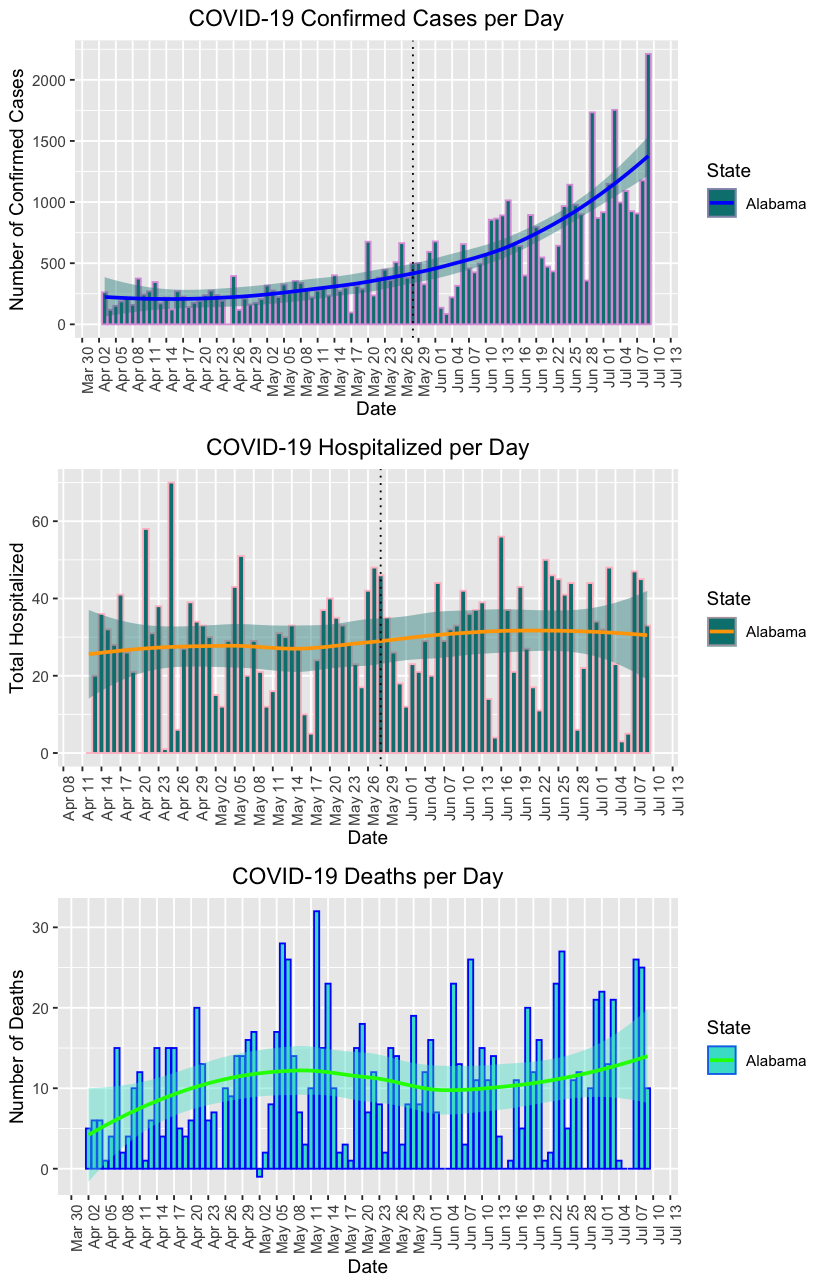 COVID-19 Confirmed Cases per Day
Number of Confirmed Cases
2000
1500
1000
500
0
Mar 30
Apr 02
Apr 05
Apr 08
Apr 11
Apr 14
Apr 17
Apr 20
Apr 23
Apr 26
Apr 29
May 02
May 05
May 08
May 11
May 14
May 17
May 20
May 23
May 26
May 29
Jun 01
Jun 04
Jun 07
Jun 10
Jun 13
Jun 16
Jun 19
Jun 22
Jun 25
Jun 28
Jul 01
Jul 04
Jul 07
Jul 10
Jul 13
Date
State
Alabama
COVID-19 Hospitalized per Day
Total Hospitalized
60
40
20
0
Apr 08
Apr 11
Apr 14
Apr 17
Apr 20
Apr 23
Apr 26
Apr 29
May 02
May 05
May 08
May 11
May 14
May 17
May 20
May 23
May 26
May 29
Jun 01
Jun 04
Jun 07
Jun 10
Jun 13
Jun 16
Jun 19
Jun 22
Jun 25
Jun 28
Jul 01
Jul 04
Jul 07
Jul 10
Jul 13
Date
State
Alabama
COVID-19 Deaths per Day
Number of Deaths
30
20
10
0
Mar 30
Apr 02
Apr 05
Apr 08
Apr 11
Apr 14
Apr 17
Apr 20
Apr 23
Apr 26
Apr 29
May 02
May 05
May 08
May 11
May 14
May 17
May 20
May 23
May 26
May 29
Jun 01
Jun 04
Jun 07
Jun 10
Jun 13
Jun 16
Jun 19
Jun 22
Jun 25
Jun 28
Jul 01
Jul 04
Jul 07
Jul 10
Jul 13
Date
State
Alabama